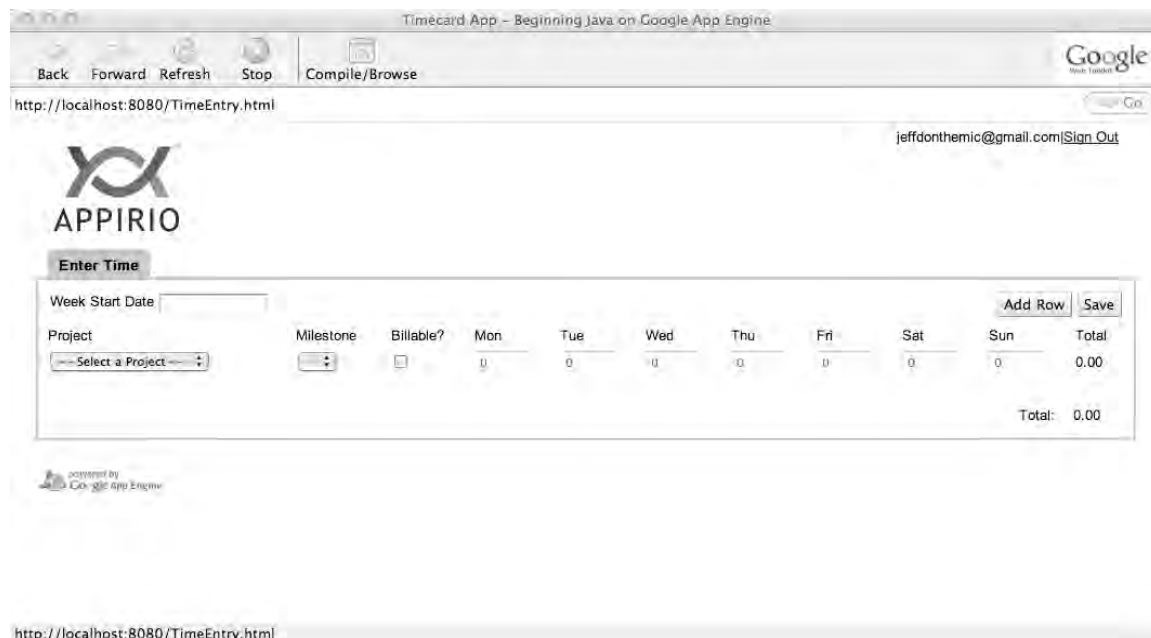 Timecard App – Beginning Java on Google App Engine
Back Forward Refresh Stop Compile/Browse
Google
Web Toolkit
http://localhost:8080/TimeEntry.html
Go
jeffdonthemic@gmail.com|Sign Out
APPIRIO
Enter Time
Week Start Date
Add Row Save
Project Milestone Billable? Mon Tue Wed Thu Fri Sat Sun Total
-- Select a Project -- 0 0 0 0 0 0 0 0.00
Total: 0.00
powered by
Google App Engine
http://localhost:8080/TimeEntry.html